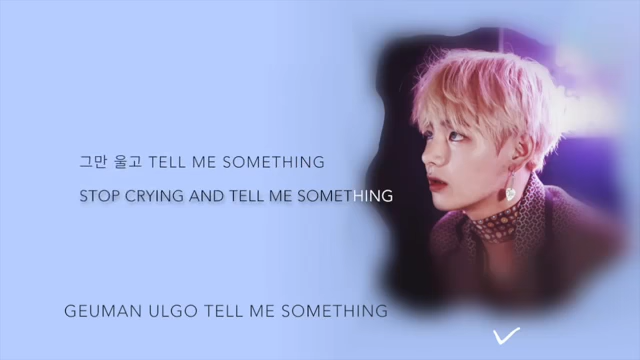 그만 울고 TELL ME SOMETHING
STOP CRYING AND TELL ME SOMETHING
GEUMAN ULGO TELL ME SOMETHING